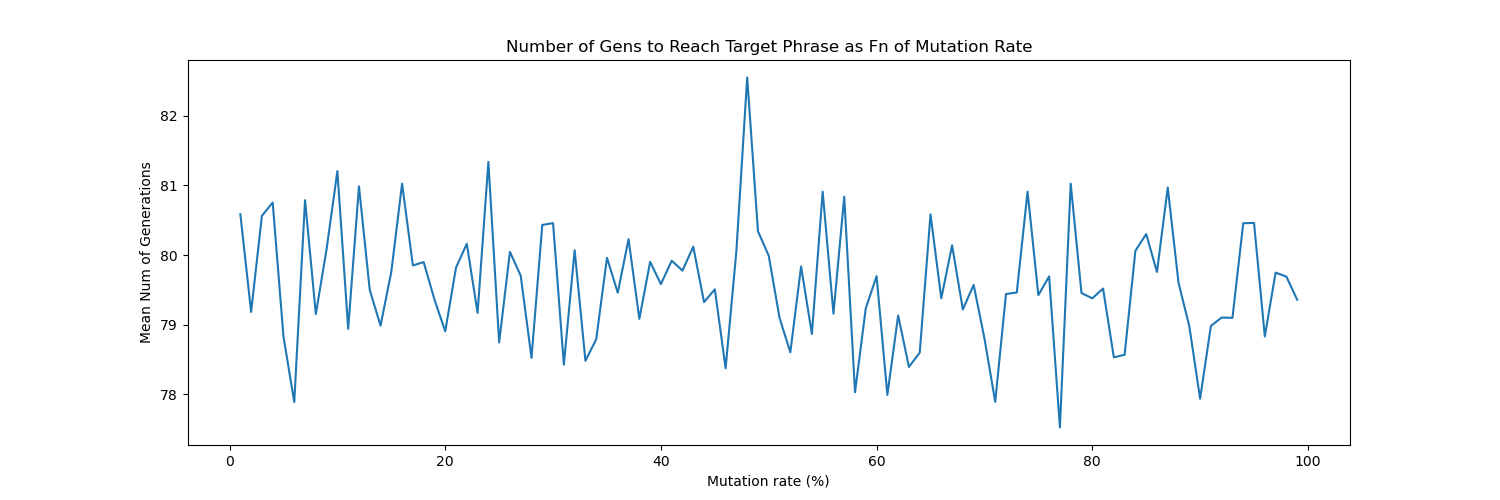 Number of Gens to Reach Target Phrase as Fn of Mutation Rate
Mean Num of Generations
82
81
80
79
78
0 20 40 60 80 100
Mutation rate (%)